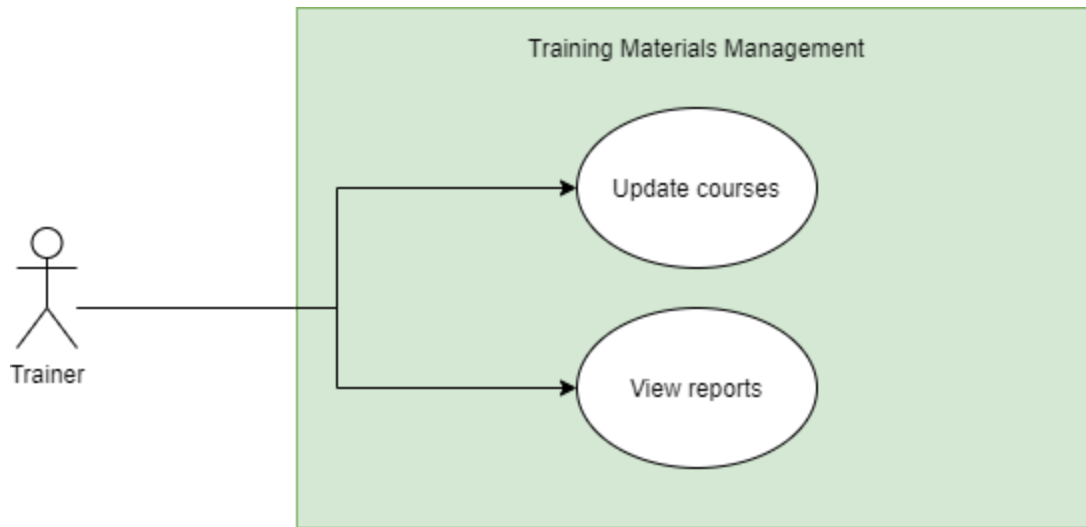 Training Materials Management
Update courses
Trainer
View reports